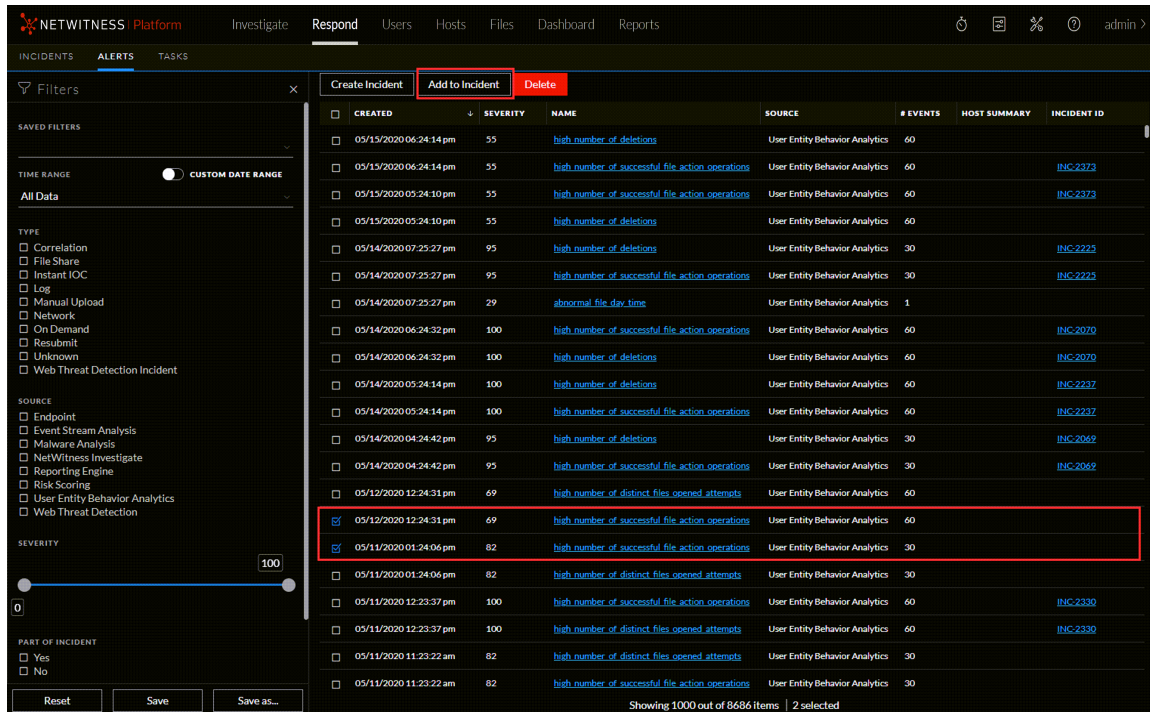 NETWITNESS Platform Investigate Respond Users Hosts Files Dashboard Reports admin >
INCIDENTS ALERTS TASKS
Filters ×
Create Incident Add to Incident Delete
CREATED ↓ SEVERITY NAME SOURCE # EVENTS HOST SUMMARY INCIDENT ID
SAVED FILTERS
TIME RANGE CUSTOM DATE RANGE
All Data
TYPE
Correlation
File Share
Instant IOC
Log
Manual Upload
Network
On Demand
Resubmit
Unknown
Web Threat Detection Incident
SOURCE
Endpoint
Event Stream Analysis
Malware Analysis
NetWitness Investigate
Reporting Engine
Risk Scoring
User Entity Behavior Analytics
Web Threat Detection
SEVERITY
100
0
PART OF INCIDENT
Yes
No
Reset Save Save as...
05/15/2020 06:24:14 pm 55 high number of deletions User Entity Behavior Analytics 60
05/15/2020 06:24:14 pm 55 high number of successful file action operations User Entity Behavior Analytics 60 INC-2373
05/15/2020 05:24:10 pm 55 high number of successful file action operations User Entity Behavior Analytics 60 INC-2373
05/15/2020 05:24:10 pm 55 high number of deletions User Entity Behavior Analytics 60
05/14/2020 07:25:27 pm 95 high number of deletions User Entity Behavior Analytics 30 INC-2225
05/14/2020 07:25:27 pm 95 high number of successful file action operations User Entity Behavior Analytics 30 INC-2225
05/14/2020 07:25:27 pm 29 abnormal file day time User Entity Behavior Analytics 1
05/14/2020 06:24:32 pm 100 high number of successful file action operations User Entity Behavior Analytics 60 INC-2070
05/14/2020 06:24:32 pm 100 high number of deletions User Entity Behavior Analytics 60 INC-2070
05/14/2020 05:24:14 pm 100 high number of deletions User Entity Behavior Analytics 60 INC-2237
05/14/2020 05:24:14 pm 100 high number of successful file action operations User Entity Behavior Analytics 60 INC-2237
05/14/2020 04:24:42 pm 95 high number of deletions User Entity Behavior Analytics 30 INC-2069
05/14/2020 04:24:42 pm 95 high number of successful file action operations User Entity Behavior Analytics 30 INC-2069
05/12/2020 12:24:31 pm 69 high number of distinct files opened attempts User Entity Behavior Analytics 60
05/12/2020 12:24:31 pm 69 high number of successful file action operations User Entity Behavior Analytics 60
05/11/2020 01:24:06 pm 82 high number of successful file action operations User Entity Behavior Analytics 30
05/11/2020 01:24:06 pm 82 high number of distinct files opened attempts User Entity Behavior Analytics 30
05/11/2020 12:23:37 pm 100 high number of successful file action operations User Entity Behavior Analytics 60 INC-2330
05/11/2020 12:23:37 pm 100 high number of distinct files opened attempts User Entity Behavior Analytics 60 INC-2330
05/11/2020 11:23:22 am 82 high number of distinct files opened attempts User Entity Behavior Analytics 30
05/11/2020 11:23:22 am 82 high number of successful file action operations User Entity Behavior Analytics 30
Showing 1000 out of 8686 items | 2 selected